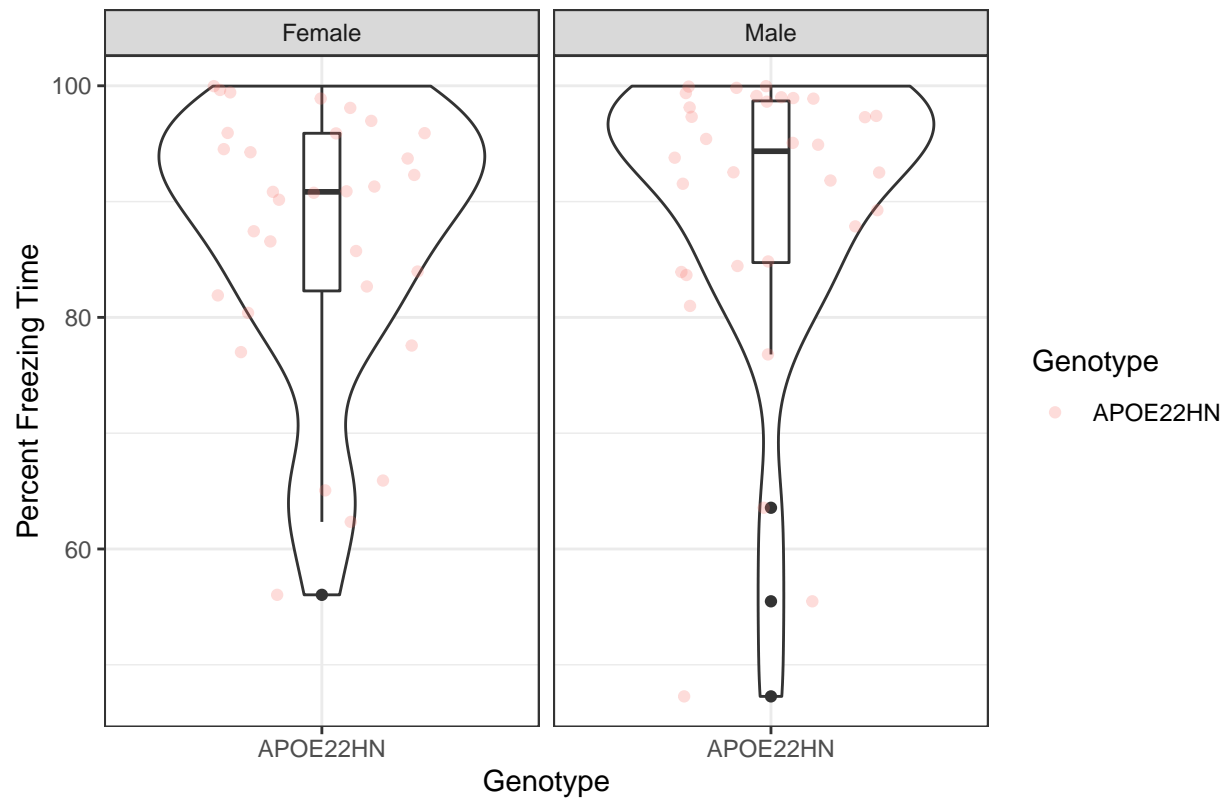 Female
Male
100
80
60
Percent Freezing Time
APOE22HN
APOE22HN
Genotype
Genotype
APOE22HN